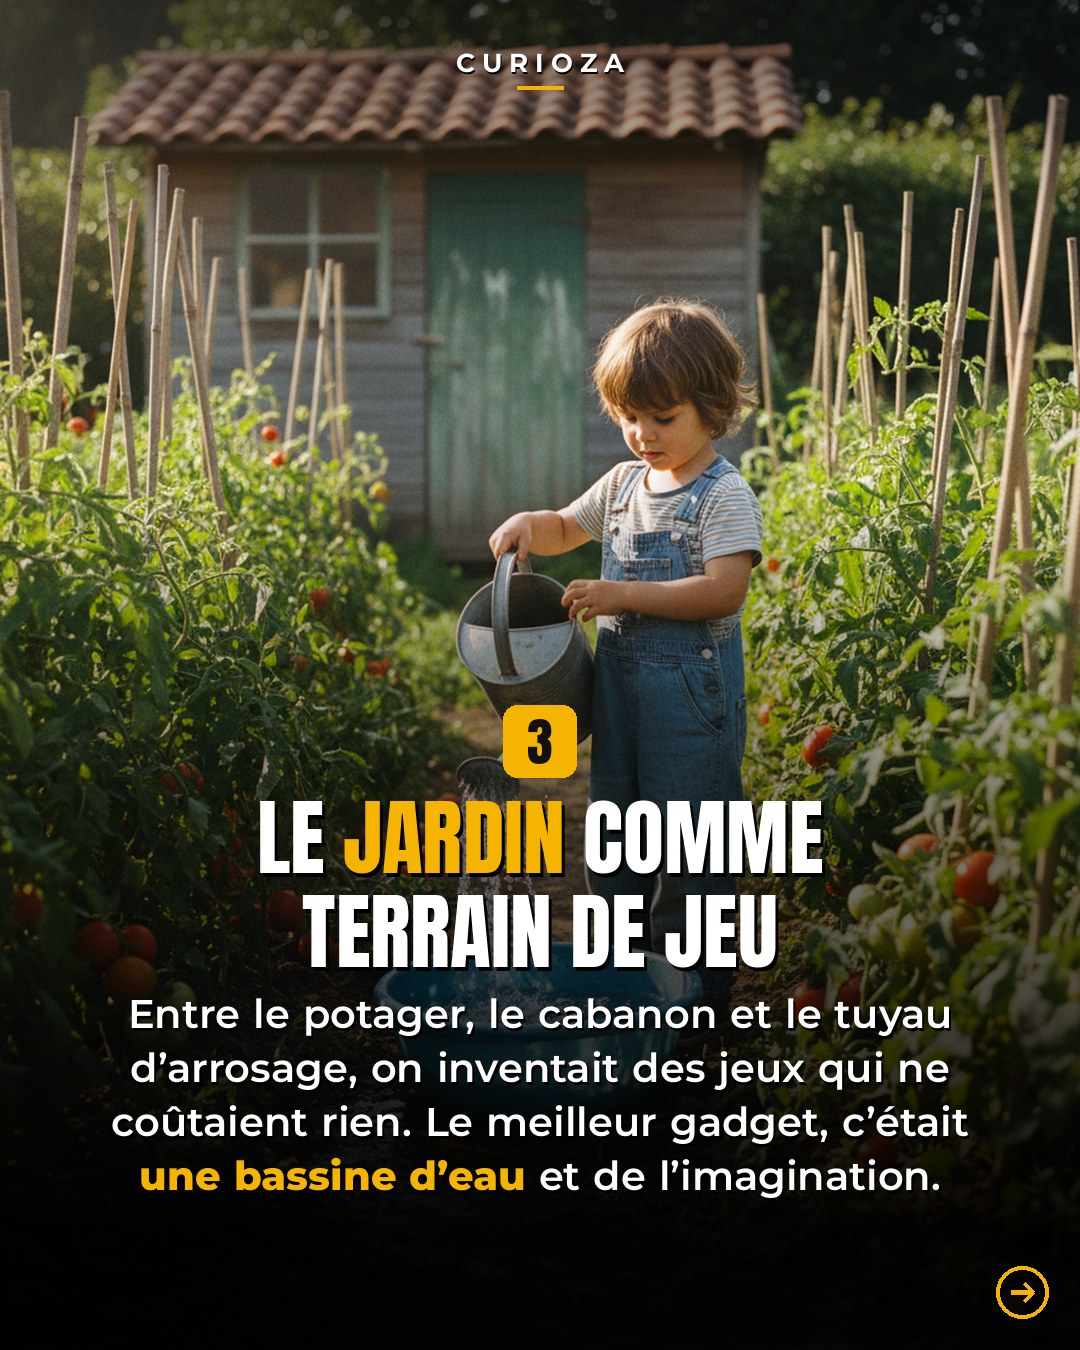 CURIOZA
3
LE JARDIN COMME
TERRAIN DE JEU
Entre le potager, le cabanon et le tuyau
d’arrosage, on inventait des jeux qui ne
coûtaient rien. Le meilleur gadget, c’était
une bassine d’eau et de l’imagination.